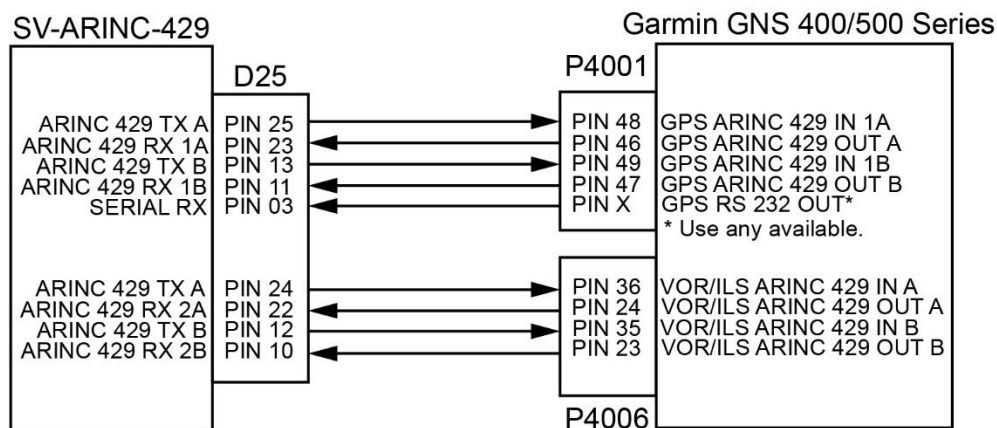 SV-ARINC-429
Garmin GNS 400/500 Series
D25
P4001
ARINC 429 TX A PIN 25 PIN 48 GPS ARINC 429 IN 1A
ARINC 429 RX 1A PIN 23 PIN 46 GPS ARINC 429 OUT A
ARINC 429 TX B PIN 13 PIN 49 GPS ARINC 429 IN 1B
ARINC 429 RX 1B PIN 11 PIN 47 GPS ARINC 429 OUT B
SERIAL RX PIN 03 PIN X GPS RS 232 OUT*
* Use any available.
ARINC 429 TX A PIN 24 PIN 36 VOR/ILS ARINC 429 IN A
ARINC 429 RX 2A PIN 22 PIN 24 VOR/ILS ARINC 429 OUT A
ARINC 429 TX B PIN 12 PIN 35 VOR/ILS ARINC 429 IN B
ARINC 429 RX 2B PIN 10 PIN 23 VOR/ILS ARINC 429 OUT B
P4006